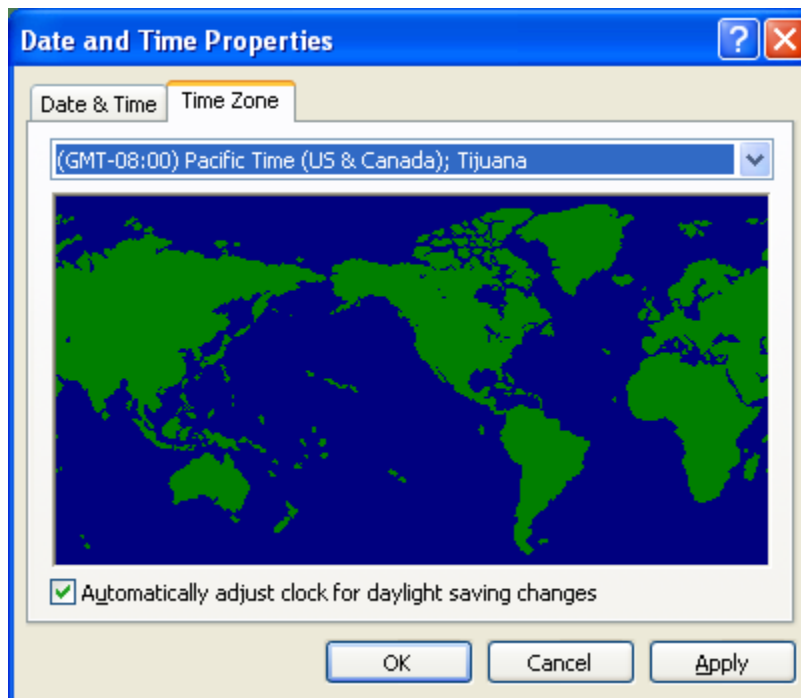 Date and Time Properties
Date & Time
Time Zone
(GMT-08:00) Pacific Time (US & Canada); Tijuana
Automatically adjust clock for daylight saving changes
OK
Cancel
Apply